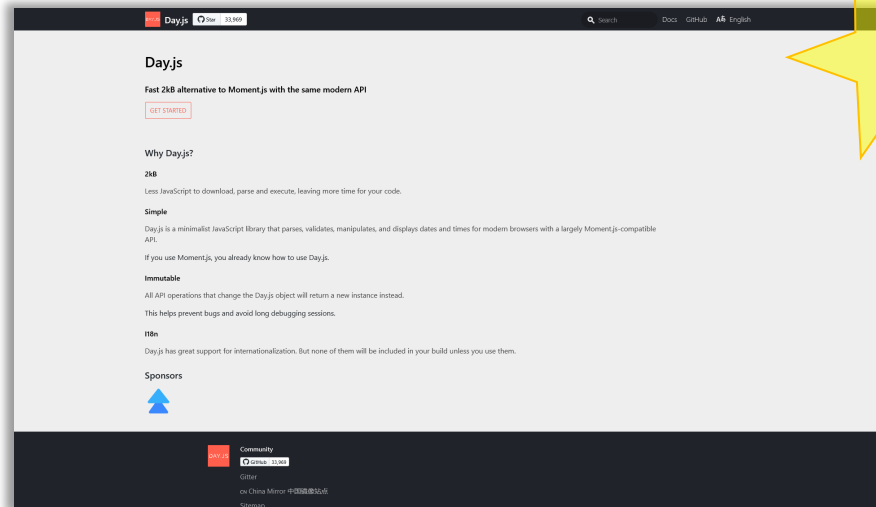 DAY.JS Day.js Star 33,969 Search Docs GitHub English
Day.js
Fast 2kB alternative to Moment.js with the same modern API
GET STARTED
Why Day.js?
2kB
Less JavaScript to download, parse and execute, leaving more time for your code.
Simple
Day.js is a minimalist JavaScript library that parses, validates, manipulates, and displays dates and times for modern browsers with a largely Moment.js-compatible
API.
If you use Moment.js, you already know how to use Day.js.
Immutable
All API operations that change the Day.js object will return a new instance instead.
This helps prevent bugs and avoid long debugging sessions.
I18n
Day.js has great support for internationalization. But none of them will be included in your build unless you use them.
Sponsors
DAY.JS
Community
GitHub 33,969
Gitter
CN China Mirror 中国镜像站点
Sitemap